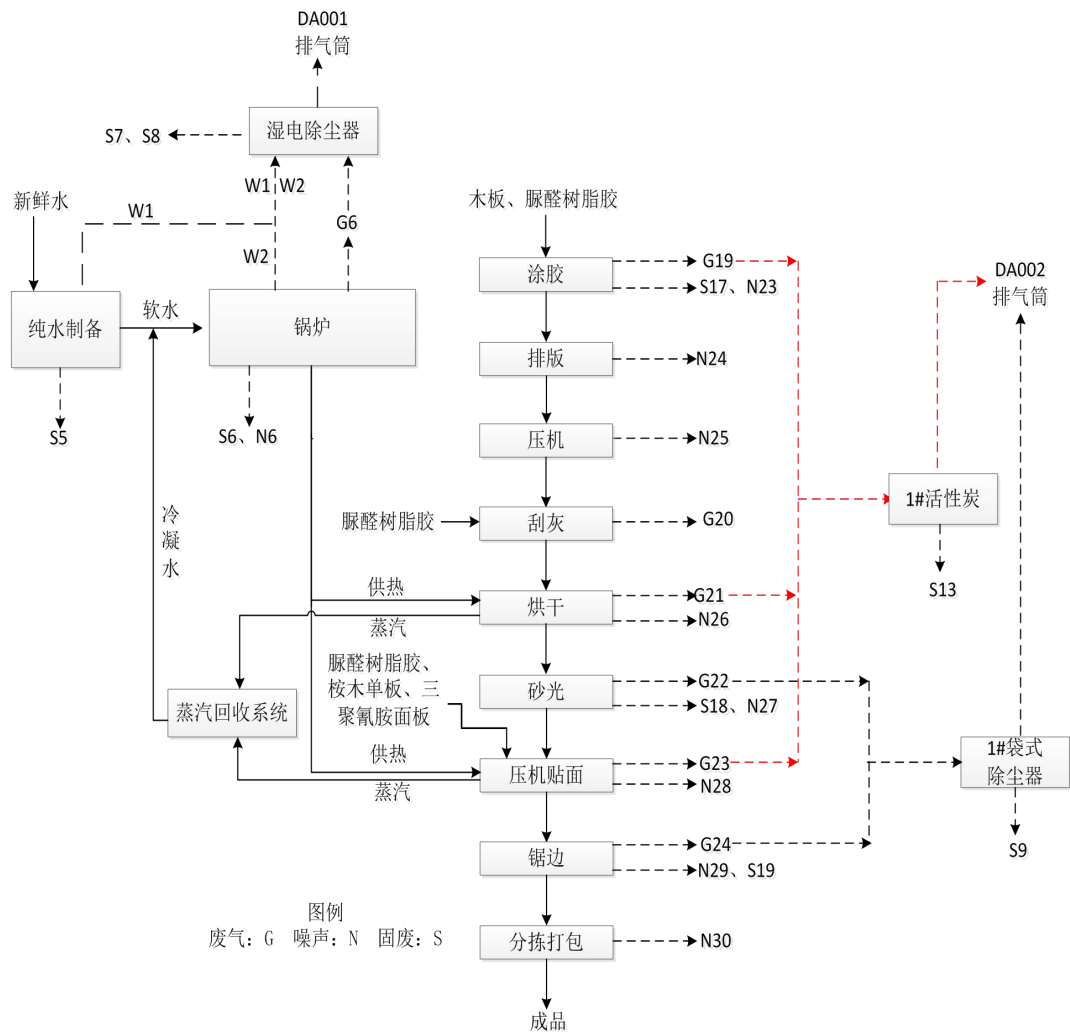 DA001
排气筒
湿电除尘器
S7、S8
W1
W2
新鲜水
W1
G6
W2
纯水制备
软水
锅炉
S5
S6、N6
冷
凝
水
供热
蒸汽
蒸汽回收系统
供热
蒸汽
木板、脲醛树脂胶
涂胶
G19
S17、N23
排版
N24
压机
N25
脲醛树脂胶
刮灰
G20
烘干
G21
N26
砂光
G22
S18、N27
脲醛树脂胶、
桉木单板、三
聚氰胺面板
压机贴面
G23
N28
锯边
G24
N29、S19
分拣打包
N30
成品
DA002
排气筒
1#活性炭
S13
1#袋式
除尘器
S9
图例
废气：G 噪声：N 固废：S